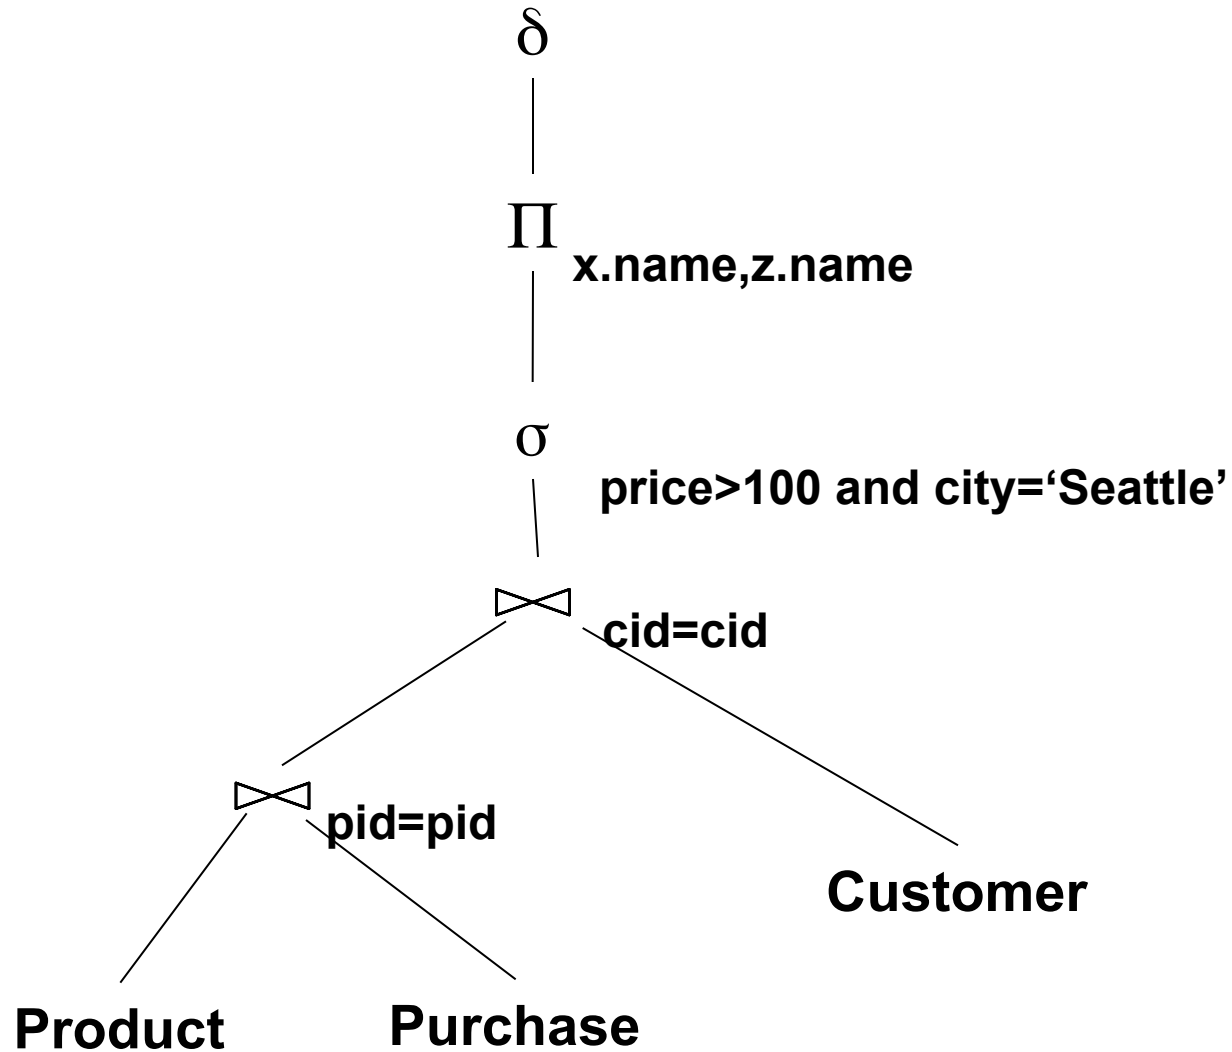 δ
Π x.name,z.name
σ price>100 and city=‘Seattle’
⋈ cid=cid
⋈ pid=pid
Customer
Product Purchase